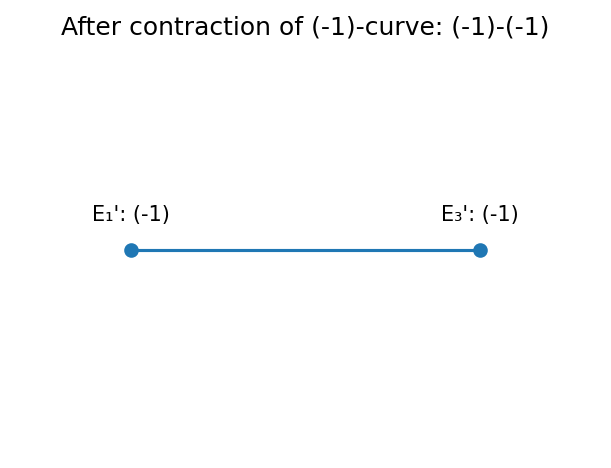 After contraction of (-1)-curve: (-1)-(-1)
E₁': (-1)
E₃': (-1)